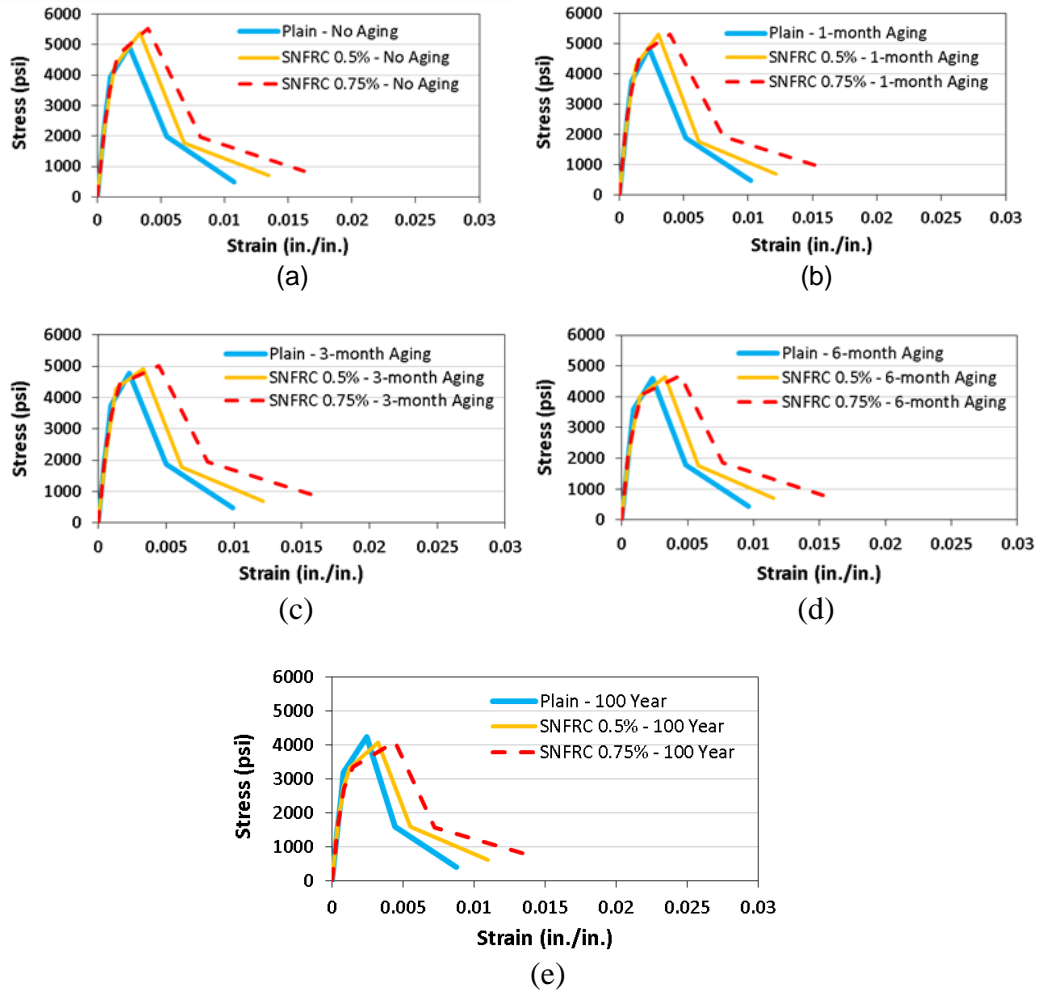 Stress (psi)
6000
5000
4000
3000
2000
1000
0
Plain - No Aging
SNFRC 0.5% - No Aging
SNFRC 0.75% - No Aging
0 0.005 0.01 0.015 0.02 0.025 0.03
Strain (in./in.)
(a)
Stress (psi)
6000
5000
4000
3000
2000
1000
0
Plain - 1-month Aging
SNFRC 0.5% - 1-month Aging
SNFRC 0.75% - 1-month Aging
0 0.005 0.01 0.015 0.02 0.025 0.03
Strain (in./in.)
(b)
Stress (psi)
6000
5000
4000
3000
2000
1000
0
Plain - 3-month Aging
SNFRC 0.5% - 3-month Aging
SNFRC 0.75% - 3-month Aging
0 0.005 0.01 0.015 0.02 0.025 0.03
Strain (in./in.)
(c)
Stress (psi)
6000
5000
4000
3000
2000
1000
0
Plain - 6-month Aging
SNFRC 0.5% - 6-month Aging
SNFRC 0.75% - 6-month Aging
0 0.005 0.01 0.015 0.02 0.025 0.03
Strain (in./in.)
(d)
Stress (psi)
6000
5000
4000
3000
2000
1000
0
Plain - 100 Year
SNFRC 0.5% - 100 Year
SNFRC 0.75% - 100 Year
0 0.005 0.01 0.015 0.02 0.025 0.03
Strain (in./in.)
(e)